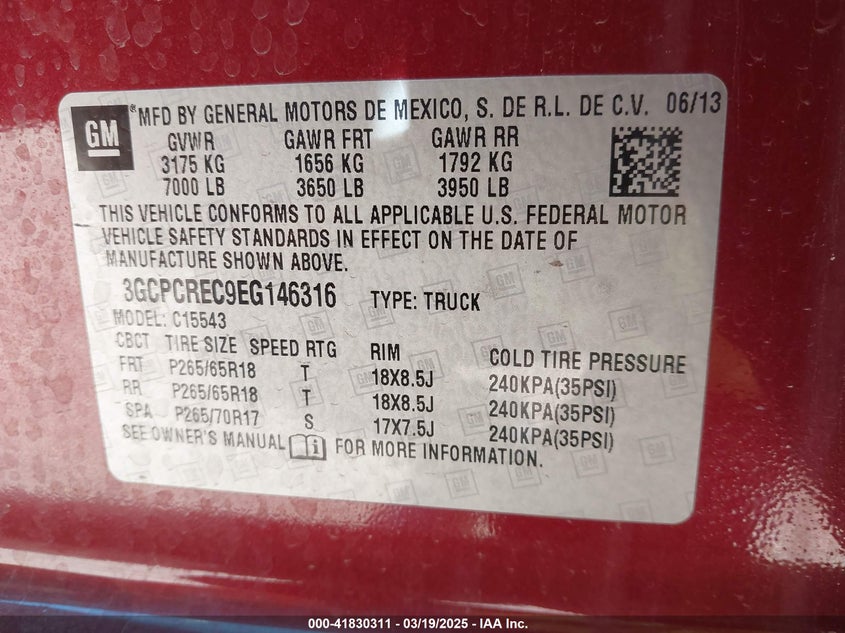 GM
®MFD BY GENERAL MOTORS DE MEXICO, S. DE R.L. DE C.V. 06/13
GVWR GAWR FRT GAWR RR
3175 KG 1656 KG 1792 KG
7000 LB 3650 LB 3950 LB
THIS VEHICLE CONFORMS TO ALL APPLICABLE U.S. FEDERAL MOTOR
VEHICLE SAFETY STANDARDS IN EFFECT ON THE DATE OF
MANUFACTURE SHOWN ABOVE.
3GCPCREC9EG146316 TYPE: TRUCK
MODEL: C15543
CBCT TIRE SIZE SPEED RTG RIM COLD TIRE PRESSURE
FRT P265/65R18 T 18X8.5J 240KPA(35PSI)
RR P265/65R18 T 18X8.5J 240KPA(35PSI)
SPA P265/70R17 S 17X7.5J 240KPA(35PSI)
SEE OWNER'S MANUAL i FOR MORE INFORMATION.
000-41830311 - 03/19/2025 - IAA Inc.